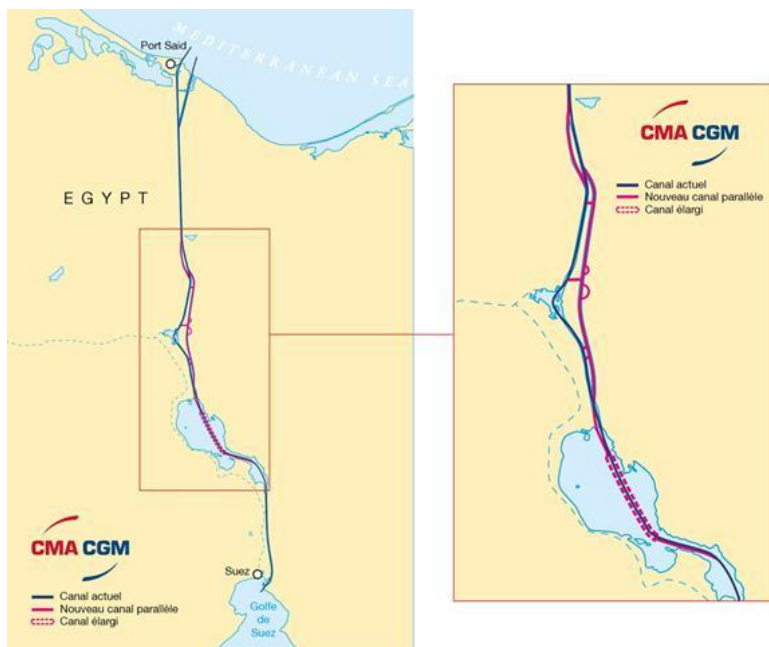 Port Said
MEDITERRANEAN SEA
EGYPT
CMA CGM
Canal actuel
Nouveau canal parallèle
Canal élargi
Suez
Golfe
de
Suez
CMA CGM
Canal actuel
Nouveau canal parallèle
Canal élargi